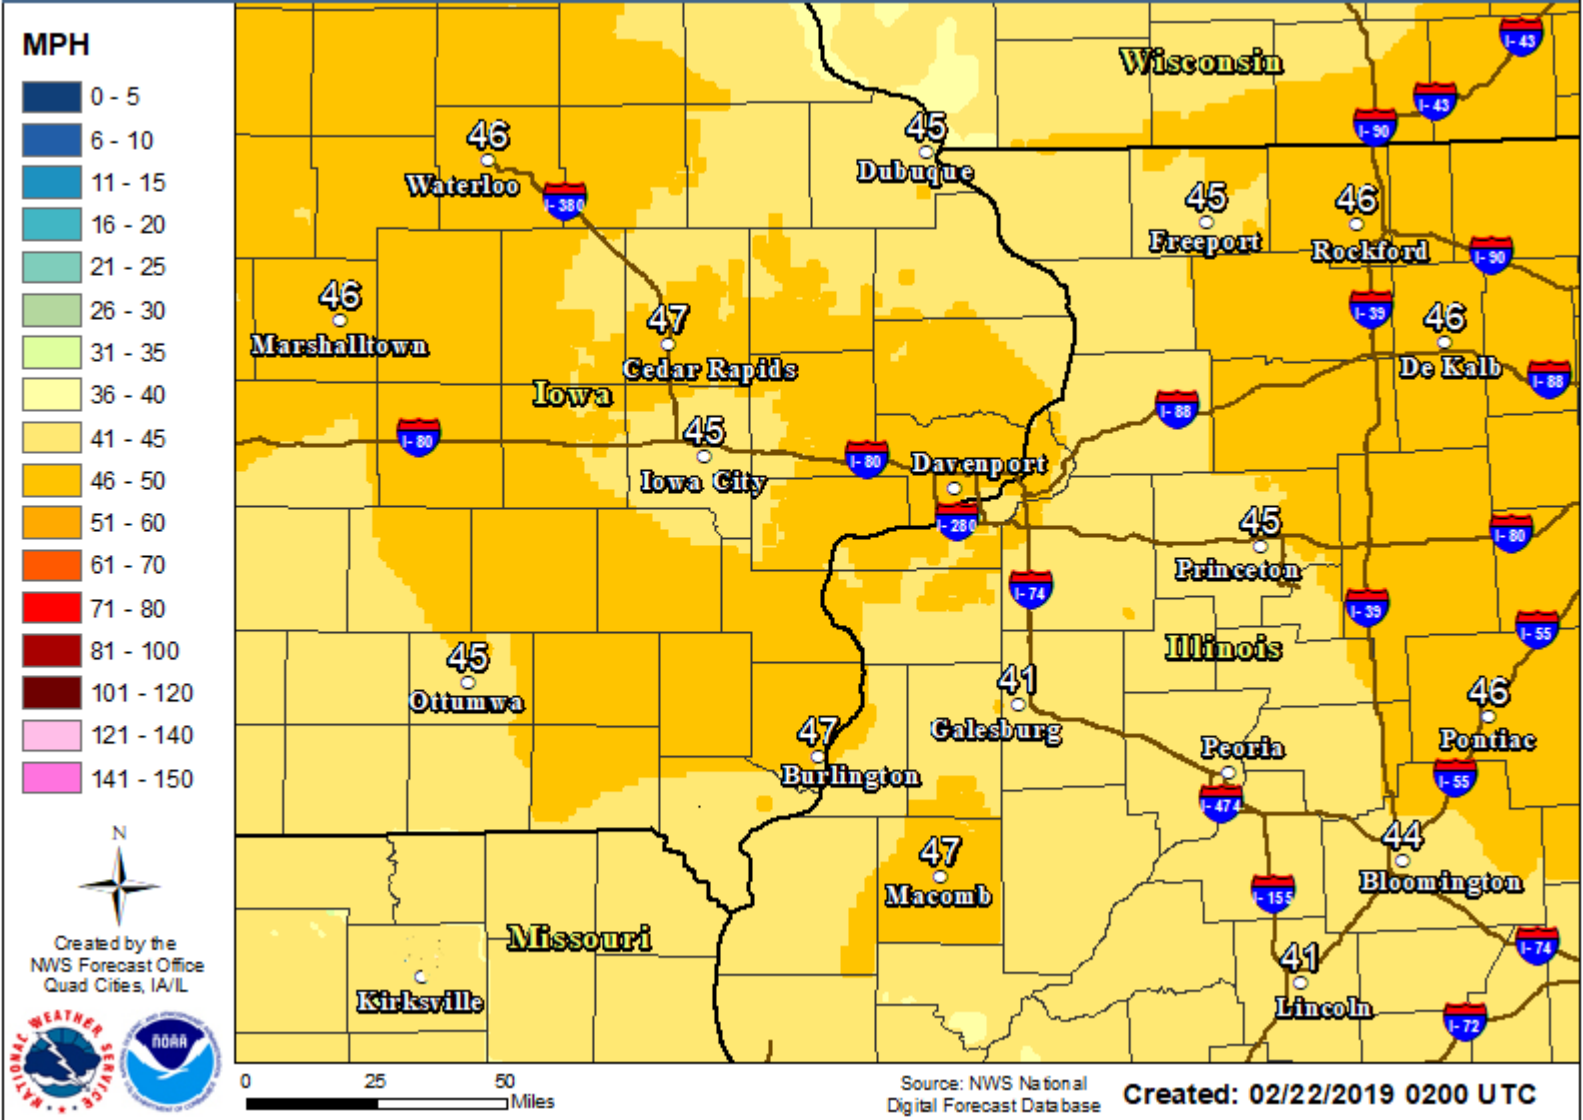 MPH
0 - 5
6 - 10
11 - 15
16 - 20
21 - 25
26 - 30
31 - 35
36 - 40
41 - 45
46 - 50
51 - 60
61 - 70
71 - 80
81 - 100
101 - 120
121 - 140
141 - 150
N
Created by the
NWS Forecast Office
Quad Cities, IA/IL
NATIONAL WEATHER SERVICE
NOAA
Wisconsin
I-43
I-43
I-90
46
Waterloo
I-380
45
Dubuque
45
Freeport
46
Rockford
I-90
46
Marshalltown
47
Cedar Rapids
I-39
46
De Kalb
I-88
Iowa
I-88
I-80
45
Iowa City
I-80
Davenport
I-280
45
Princeton
I-80
I-74
I-39
I-55
Illinois
45
Ottumwa
41
Galesburg
46
Pontiac
47
Burlington
Peoria
I-474
I-55
47
Macomb
44
Bloomington
I-155
Missouri
I-74
Kirksville
41
Lincoln
I-72
0 25 50
Miles
Source: NWS National
Digital Forecast Database
Created: 02/22/2019 0200 UTC